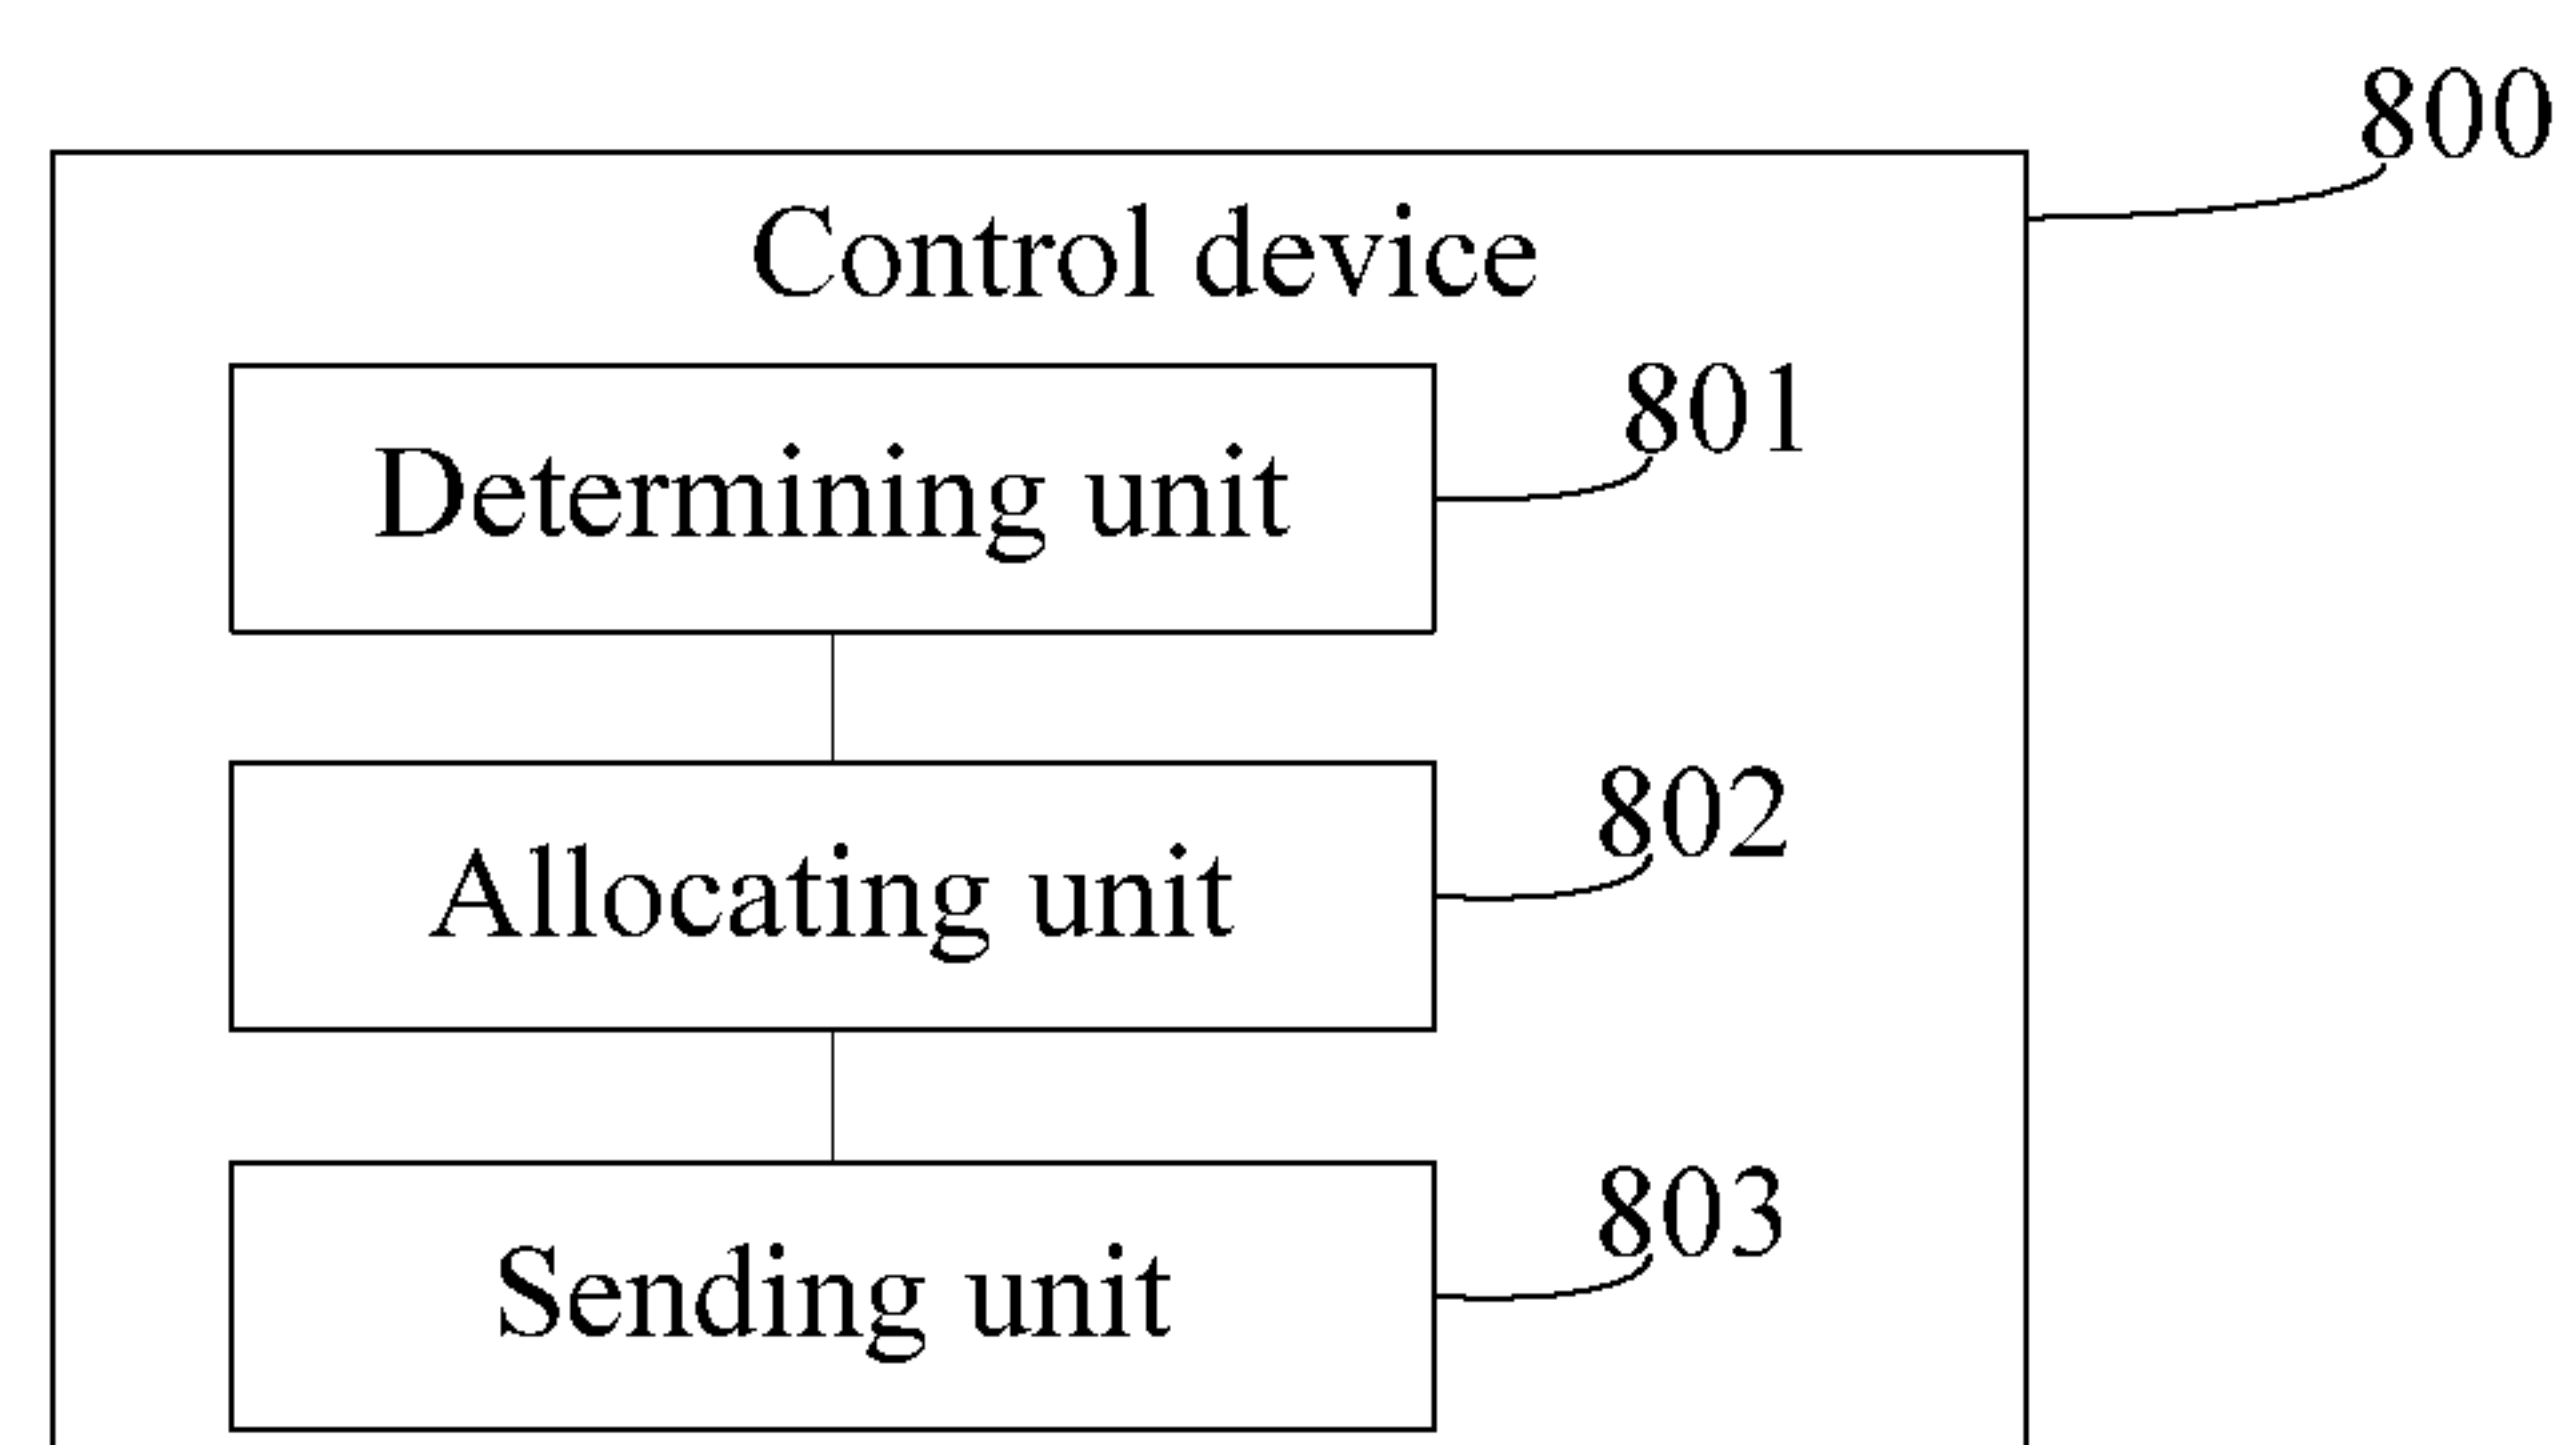 800
Control device
801
Determining unit
802
Allocating unit
803
Sending unit